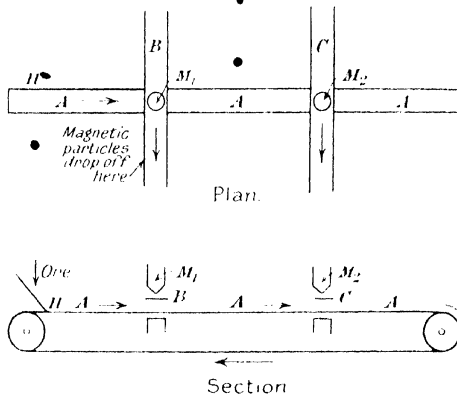 B
C
H
M₁
M₂
A
A
A
Magnetic
particles
drop off
here
Plan.
Ore
M₁
M₂
H
A
B
A
C
A
Section